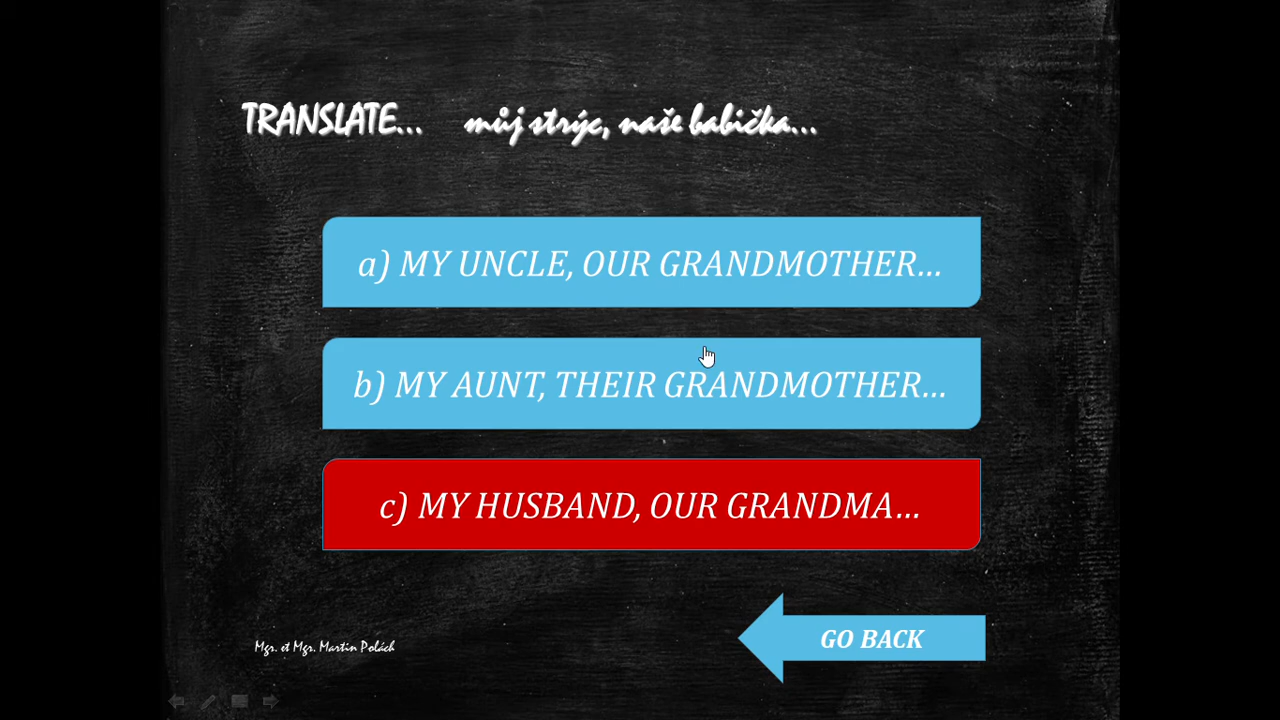 TRANSLATE... můj strýc, naše babička...
a) MY UNCLE, OUR GRANDMOTHER...
b) MY AUNT, THEIR GRANDMOTHER...
c) MY HUSBAND, OUR GRANDMA...
GO BACK
Mgr. et Mgr. Martin Polách